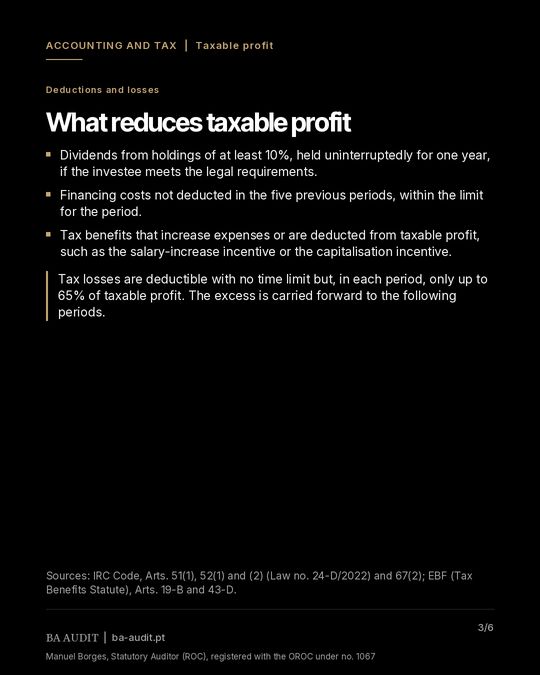 ACCOUNTING AND TAX | Taxable profit
Deductions and losses
What reduces taxable profit
Dividends from holdings of at least 10%, held uninterruptedly for one year,
if the investee meets the legal requirements.
Financing costs not deducted in the five previous periods, within the limit
for the period.
Tax benefits that increase expenses or are deducted from taxable profit,
such as the salary-increase incentive or the capitalisation incentive.
Tax losses are deductible with no time limit but, in each period, only up to
65% of taxable profit. The excess is carried forward to the following
periods.
Sources: IRC Code, Arts. 51(1), 52(1) and (2) (Law no. 24-D/2022) and 67(2); EBF (Tax
Benefits Statute), Arts. 19-B and 43-D.
3/6
BA AUDIT | ba-audit.pt
Manuel Borges, Statutory Auditor (ROC), registered with the OROC under no. 1067